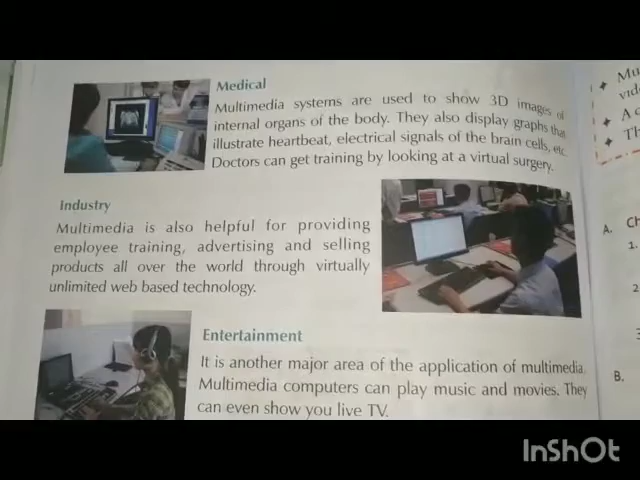 Medical
Multimedia systems are used to show 3D images of
internal organs of the body. They also display graphs that
illustrate heartbeat, electrical signals of the brain cells, etc.
Doctors can get training by looking at a virtual surgery.
Industry
Multimedia is also helpful for providing
employee training, advertising and selling
products all over the world through virtually
unlimited web based technology.
Entertainment
It is another major area of the application of multimedia.
Multimedia computers can play music and movies. They
can even show you live TV.
A.
1.
2
B.
InShOt